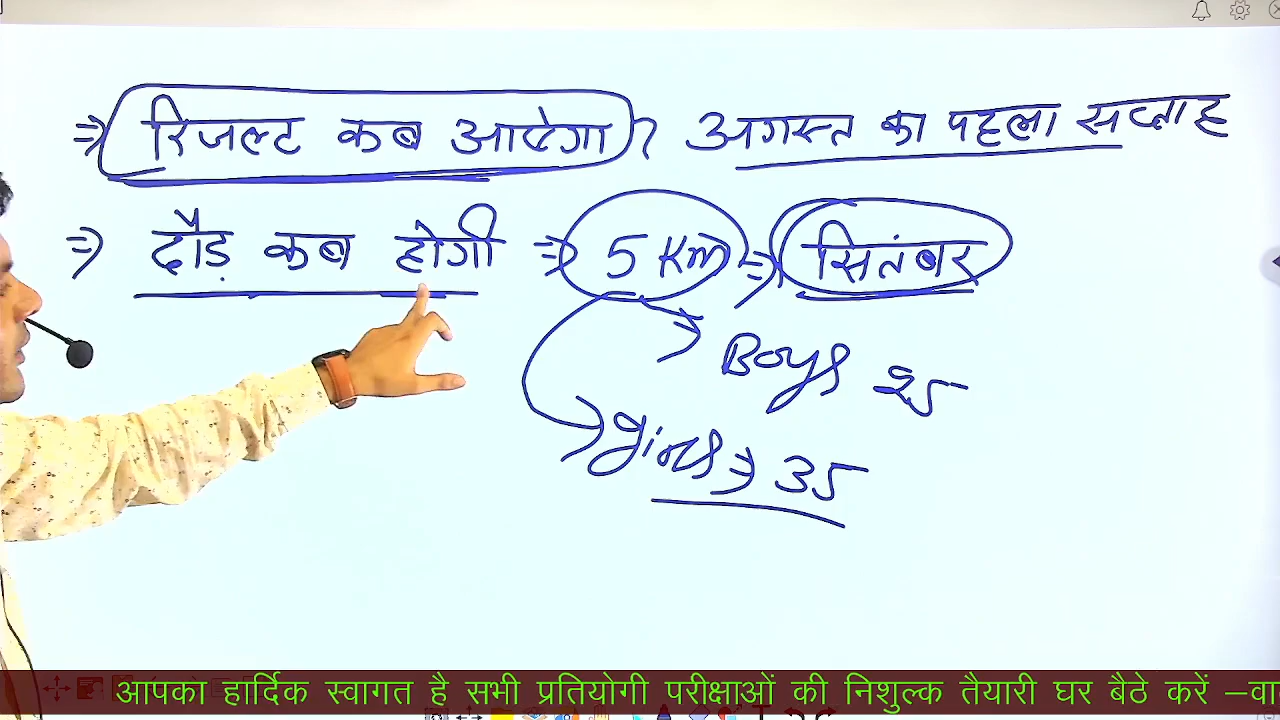 ⇒ रिजल्ट कब आऐगा ? अगस्त का पहला सप्ताह
⇒ दौड़ कब होगी ⇒ 5 Km ⇒ सितंबर
→ Boys 25
→ girls ⇒ 35
आपका हार्दिक स्वागत है सभी प्रतियोगी परीक्षाओं की निशुल्क तैयारी घर बैठे करें –वा